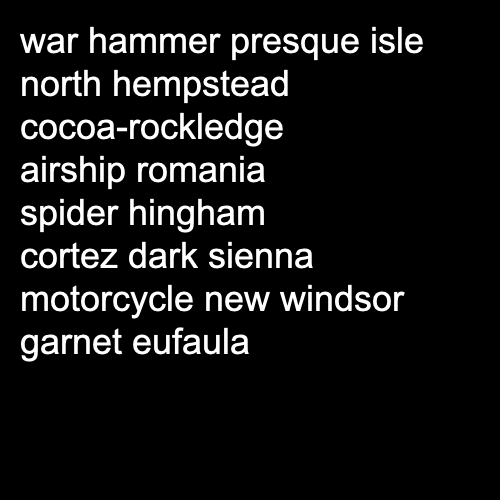 war hammer presque isle
north hempstead
cocoa-rockledge
airship romania
spider hingham
cortez dark sienna
motorcycle new windsor
garnet eufaula